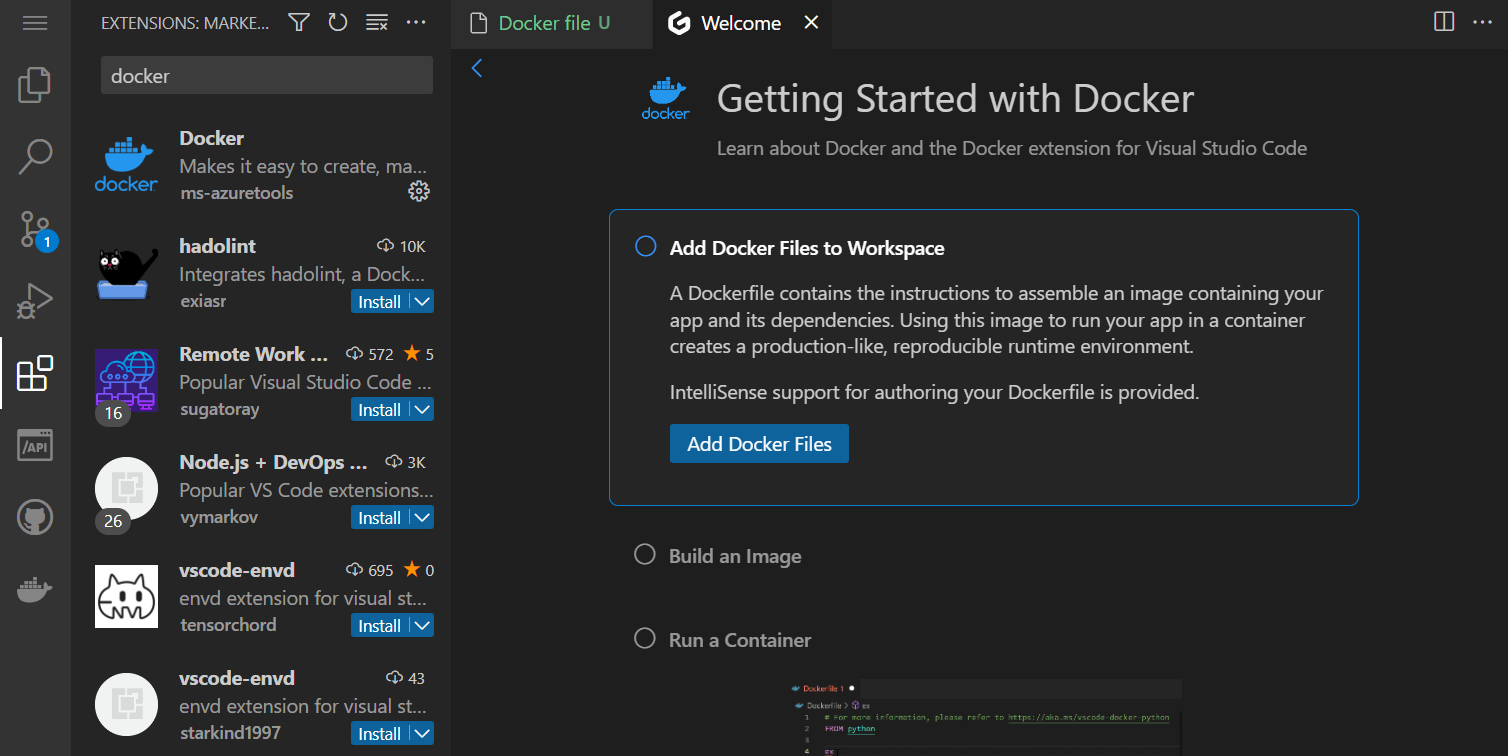 EXTENSIONS: MARKE...
docker
docker
Docker
Makes it easy to create, ma...
ms-azuretools
hadolint 10K
Integrates hadolint, a Dock...
exiasr Install
Remote Work ... 572 5
Popular Visual Studio Code ...
16 sugatoray Install
Node.js + DevOps ... 3K
Popular VS Code extensions...
26 vymarkov Install
vscode-envd 695 0
envd extension for visual st...
tensorchord Install
vscode-envd 43
envd extension for visual st...
starkind1997 Install
1
/API
Docker file U
Welcome
docker
Getting Started with Docker
Learn about Docker and the Docker extension for Visual Studio Code
Add Docker Files to Workspace
A Dockerfile contains the instructions to assemble an image containing your
app and its dependencies. Using this image to run your app in a container
creates a production-like, reproducible runtime environment.
IntelliSense support for authoring your Dockerfile is provided.
Add Docker Files
Build an Image
Run a Container
Dockerfile 1
Dockerfile > ex
1 # For more information, please refer to https://aka.ms/vscode-docker-python
2 FROM python
3
4 ex